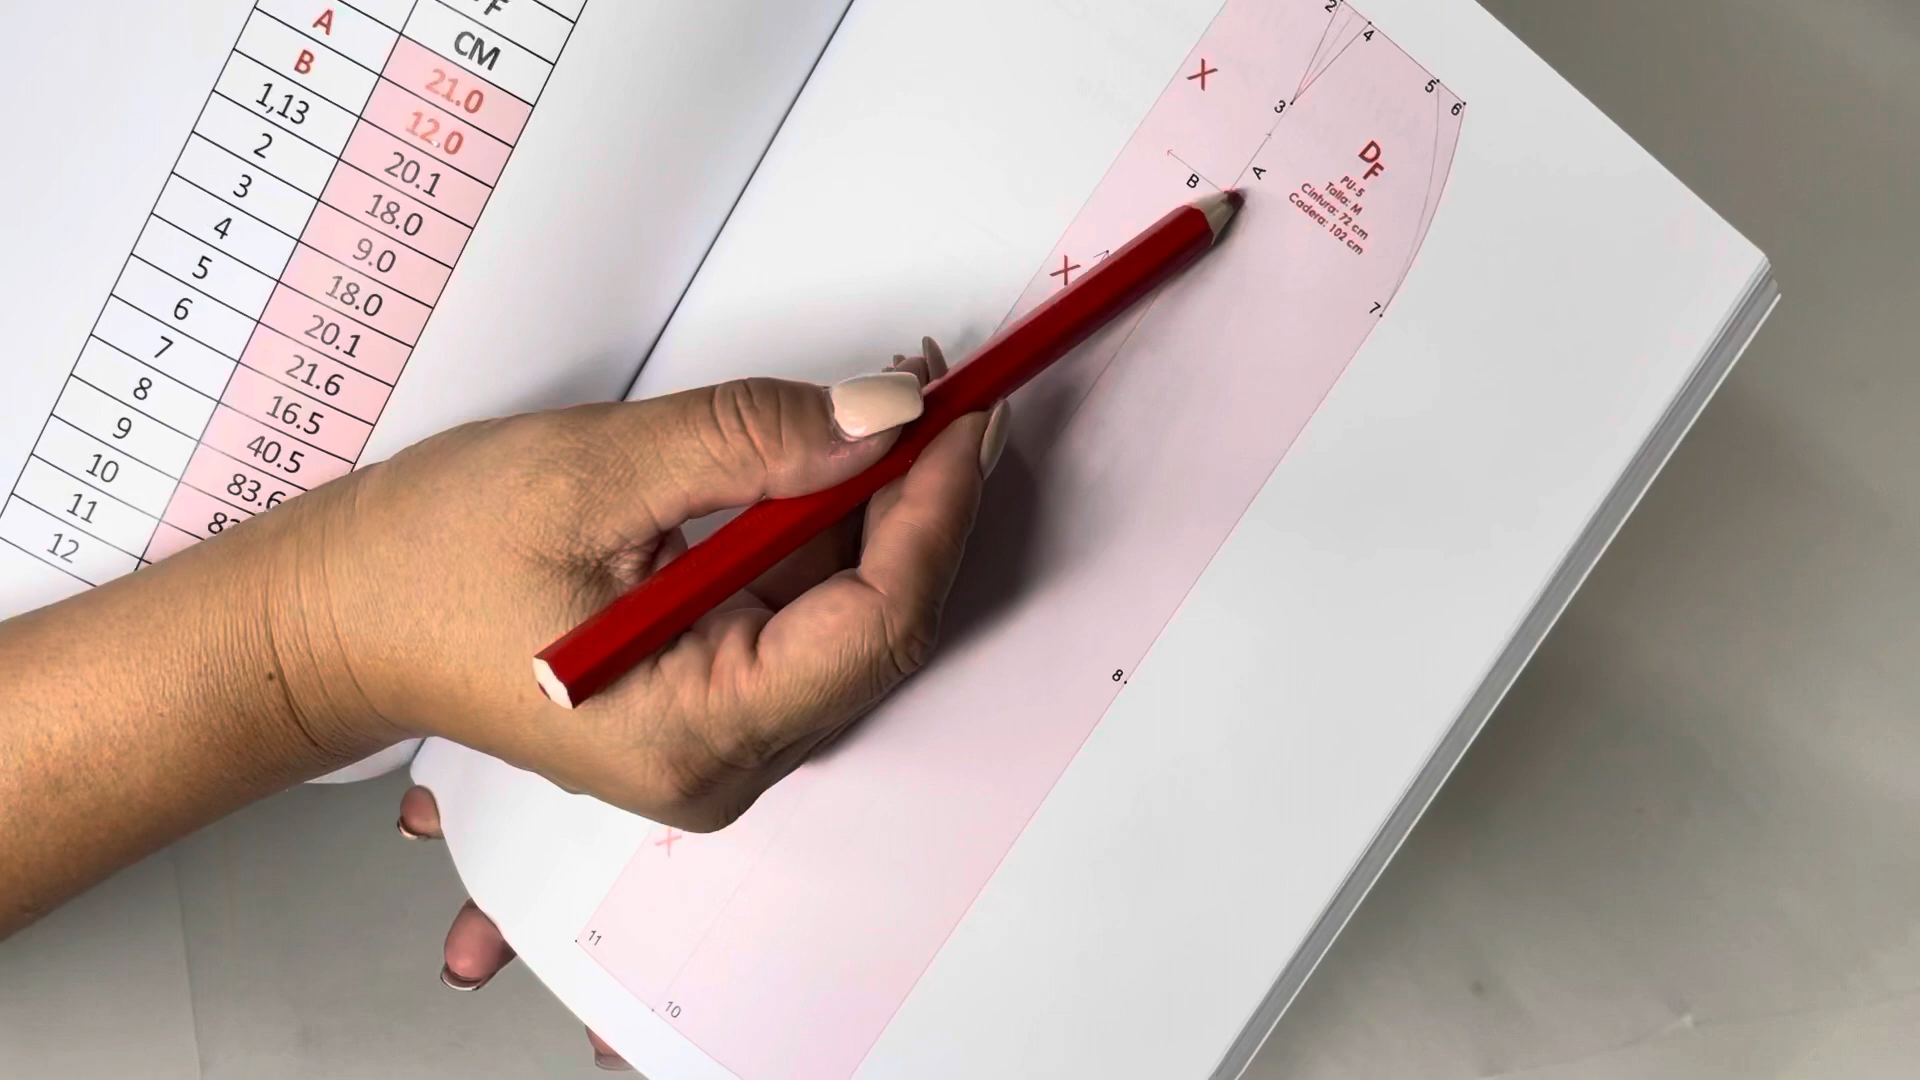 F
CM
A 21.0
B 12.0
1,13 20.1
2 18.0
3 9.0
4 18.0
5 20.1
6 21.6
7 16.5
8 40.5
9 83.6
10
11
12
2
4
5
6
3
X
A
B
DF
PU-5
Talla: M
Cintura: 72 cm
Cadera: 102 cm
X
7
8
X
11
10